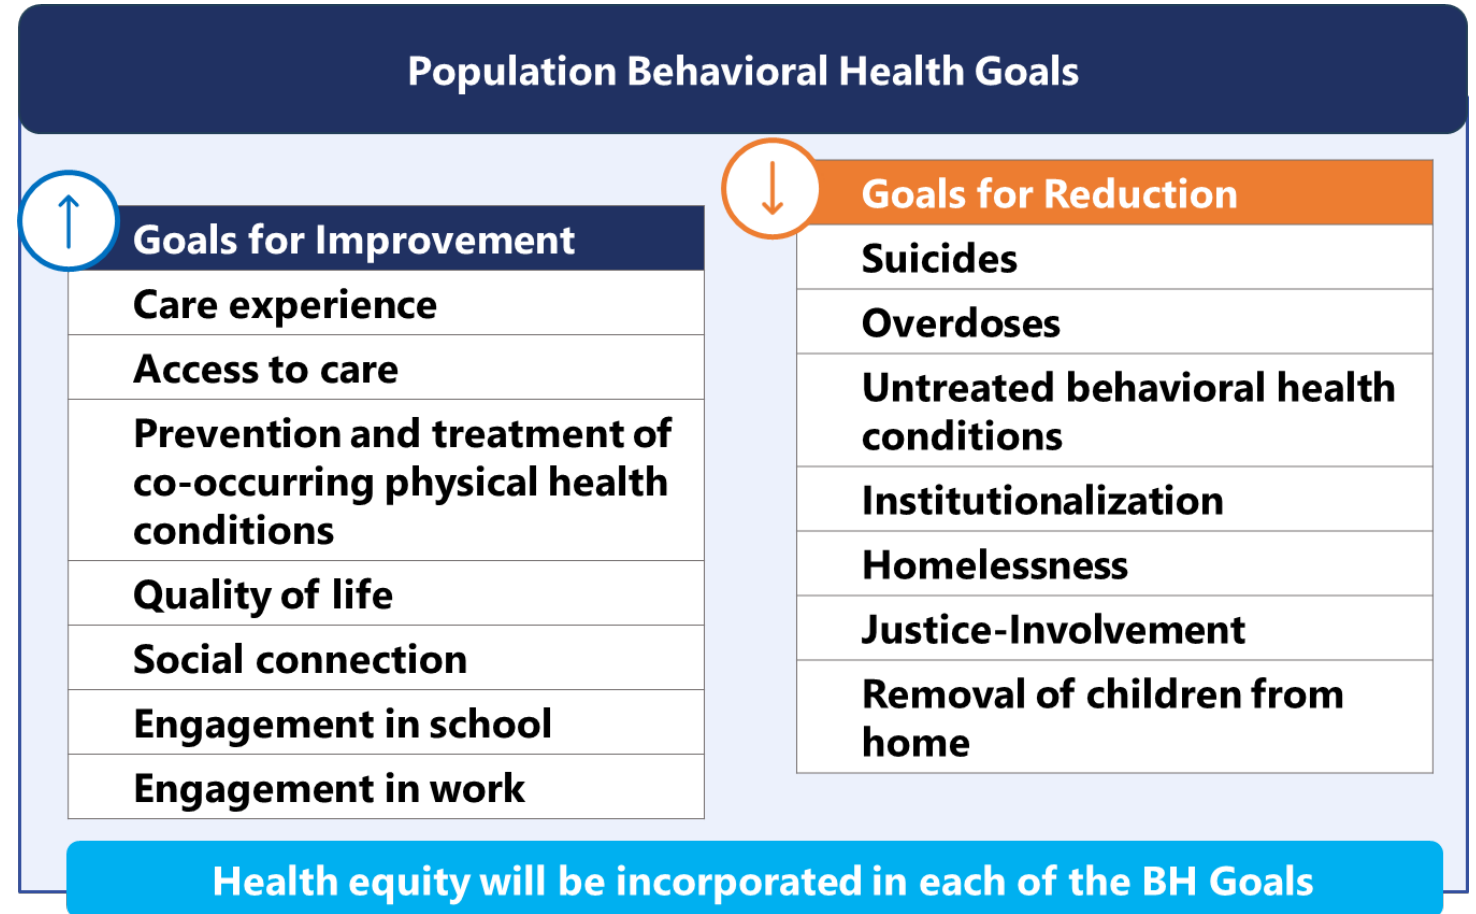 Population Behavioral Health Goals
Goals for Improvement
Care experience
Access to care
Prevention and treatment of
co-occurring physical health
conditions
Quality of life
Social connection
Engagement in school
Engagement in work
Goals for Reduction
Suicides
Overdoses
Untreated behavioral health
conditions
Institutionalization
Homelessness
Justice-Involvement
Removal of children from
home
Health equity will be incorporated in each of the BH Goals